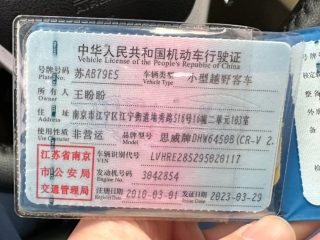 中华人民共和国机动车行驶证
Vehicle License of the People's Republic of China
号牌号码 苏AB79E5 车辆类型 小型越野客车
Plate No. Vehicle Type
所有人 王盼盼
Owner
住址 南京市江宁区江宁街道地秀路516号16幢二单元103室
Address
使用性质 非营运 品牌型号 思威牌DHW6450B(CR-V 2.
Use Character Model
江苏省南京
市公安局
交通管理局
车辆识别代号 LVHRE28529502011
VIN
发动机号码 3042854
Engine No.
注册日期 2010-03-01 发证日期 2023-03-29
Register Date Issue Date